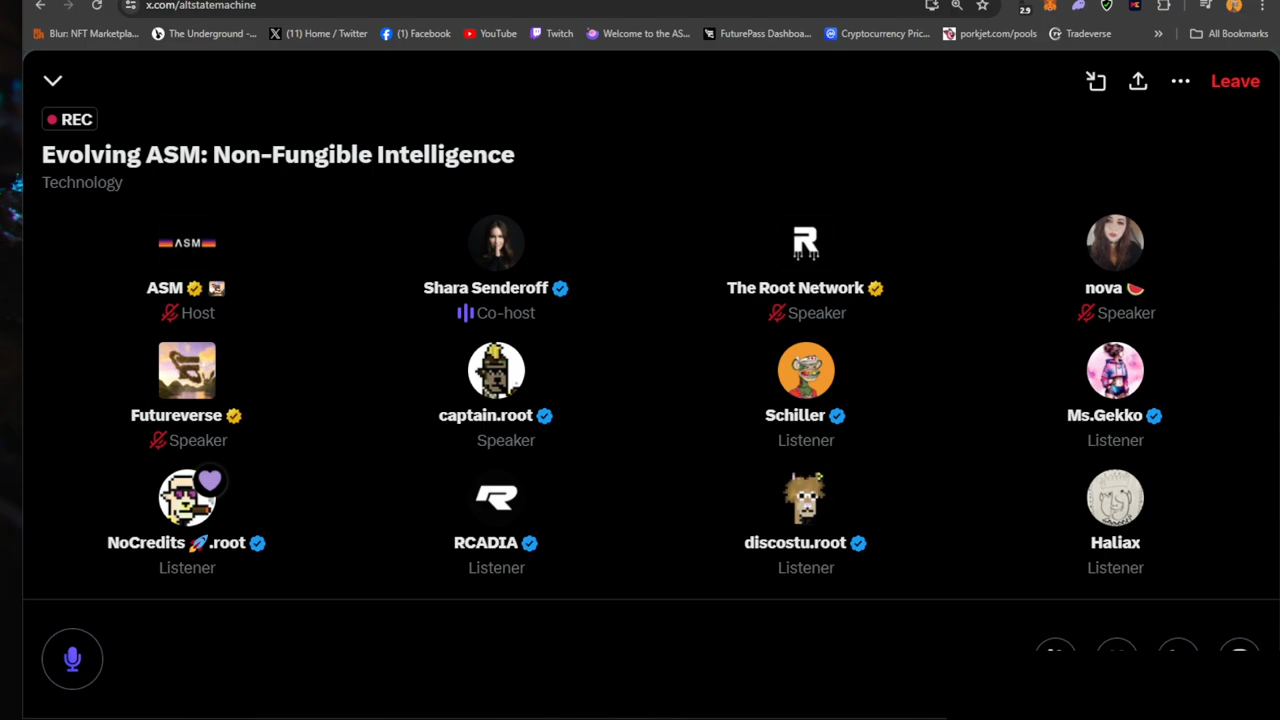 x.com/altstatemachine
2.9
Blur: NFT Marketpla...
The Underground -...
(11) Home / Twitter
Facebook
YouTube
Twitch
Welcome to the AS...
FuturePass Dashboa...
Cryptocurrency Pric...
porkjet.com/pools
Tradeverse
»
All Bookmarks
Leave
REC
Evolving ASM: Non-Fungible Intelligence
Technology
ASM
ASM
Host
Shara Senderoff
Co-host
R
The Root Network
Speaker
nova 🍉
Speaker
Futureverse
Speaker
captain.root
Speaker
Schiller
Listener
Ms.Gekko
Listener
NoCredits 🚀.root
Listener
R
RCADIA
Listener
discostu.root
Listener
Haliax
Listener